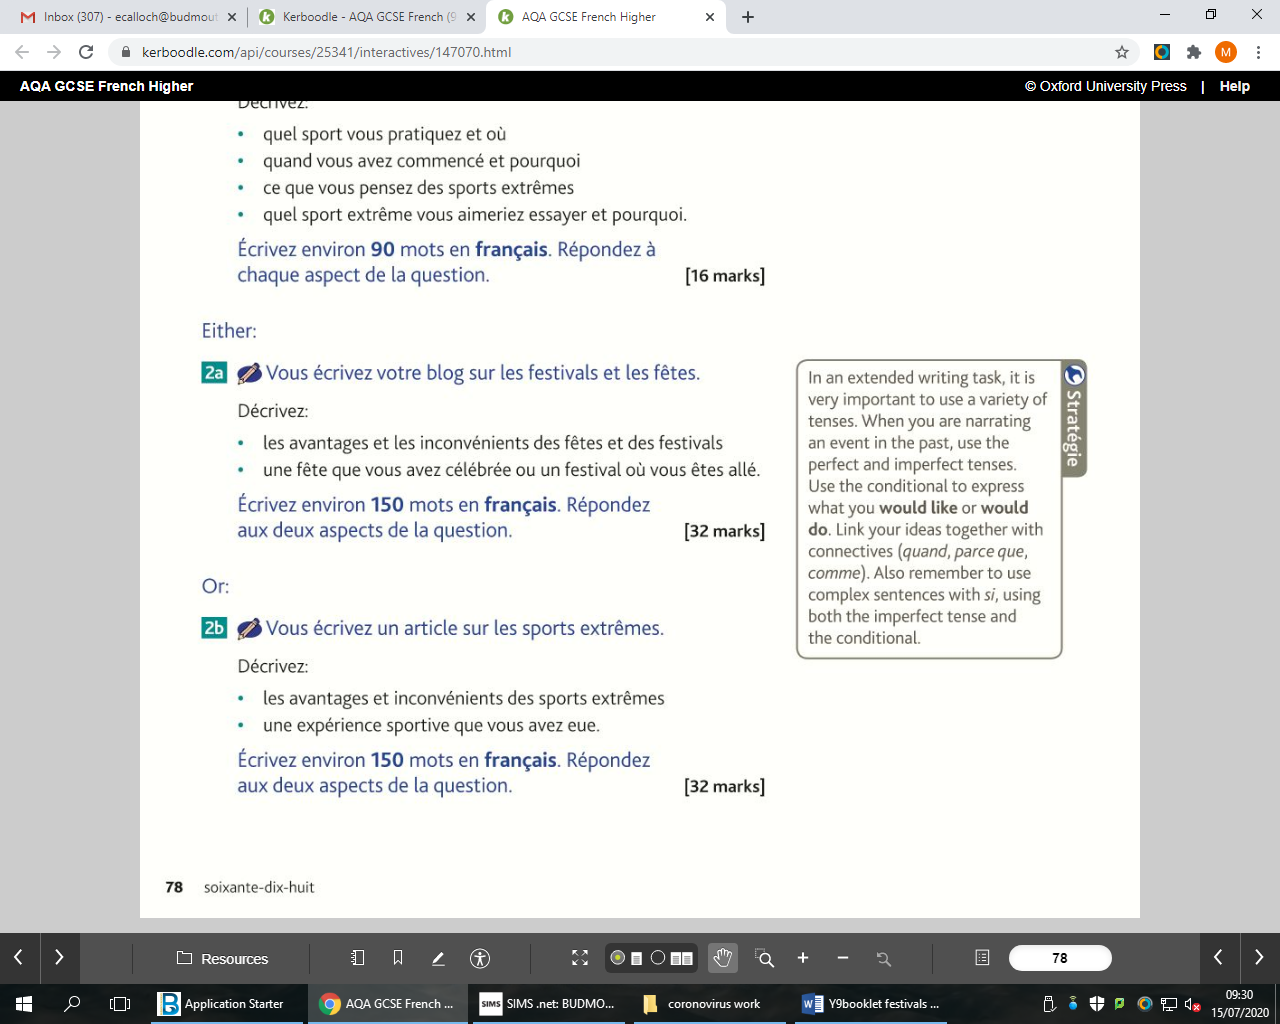 Inbox (307) - ecalloch@budmout
Kerboodle - AQA GCSE French (9
AQA GCSE French Higher
kerboodle.com/api/courses/25341/interactives/147070.html
M
AQA GCSE French Higher
© Oxford University Press | Help
Décrivez:
• quel sport vous pratiquez et où
• quand vous avez commencé et pourquoi
• ce que vous pensez des sports extrêmes
• quel sport extrême vous aimeriez essayer et pourquoi.
Écrivez environ 90 mots en français. Répondez à
chaque aspect de la question. [16 marks]
Either:
2a Vous écrivez votre blog sur les festivals et les fêtes.
Décrivez:
• les avantages et les inconvénients des fêtes et des festivals
• une fête que vous avez célébrée ou un festival où vous êtes allé.
Écrivez environ 150 mots en français. Répondez
aux deux aspects de la question. [32 marks]
Or:
2b Vous écrivez un article sur les sports extrêmes.
Décrivez:
• les avantages et inconvénients des sports extrêmes
• une expérience sportive que vous avez eue.
Écrivez environ 150 mots en français. Répondez
aux deux aspects de la question. [32 marks]
Stratégie
In an extended writing task, it is
very important to use a variety of
tenses. When you are narrating
an event in the past, use the
perfect and imperfect tenses.
Use the conditional to express
what you would like or would
do. Link your ideas together with
connectives (quand, parce que,
comme). Also remember to use
complex sentences with si, using
both the imperfect tense and
the conditional.
78 soixante-dix-huit
Resources
78
Application Starter
AQA GCSE French ...
SIMS SIMS .net: BUDMO...
coronovirus work
Y9booklet festivals ...
09:30
15/07/2020